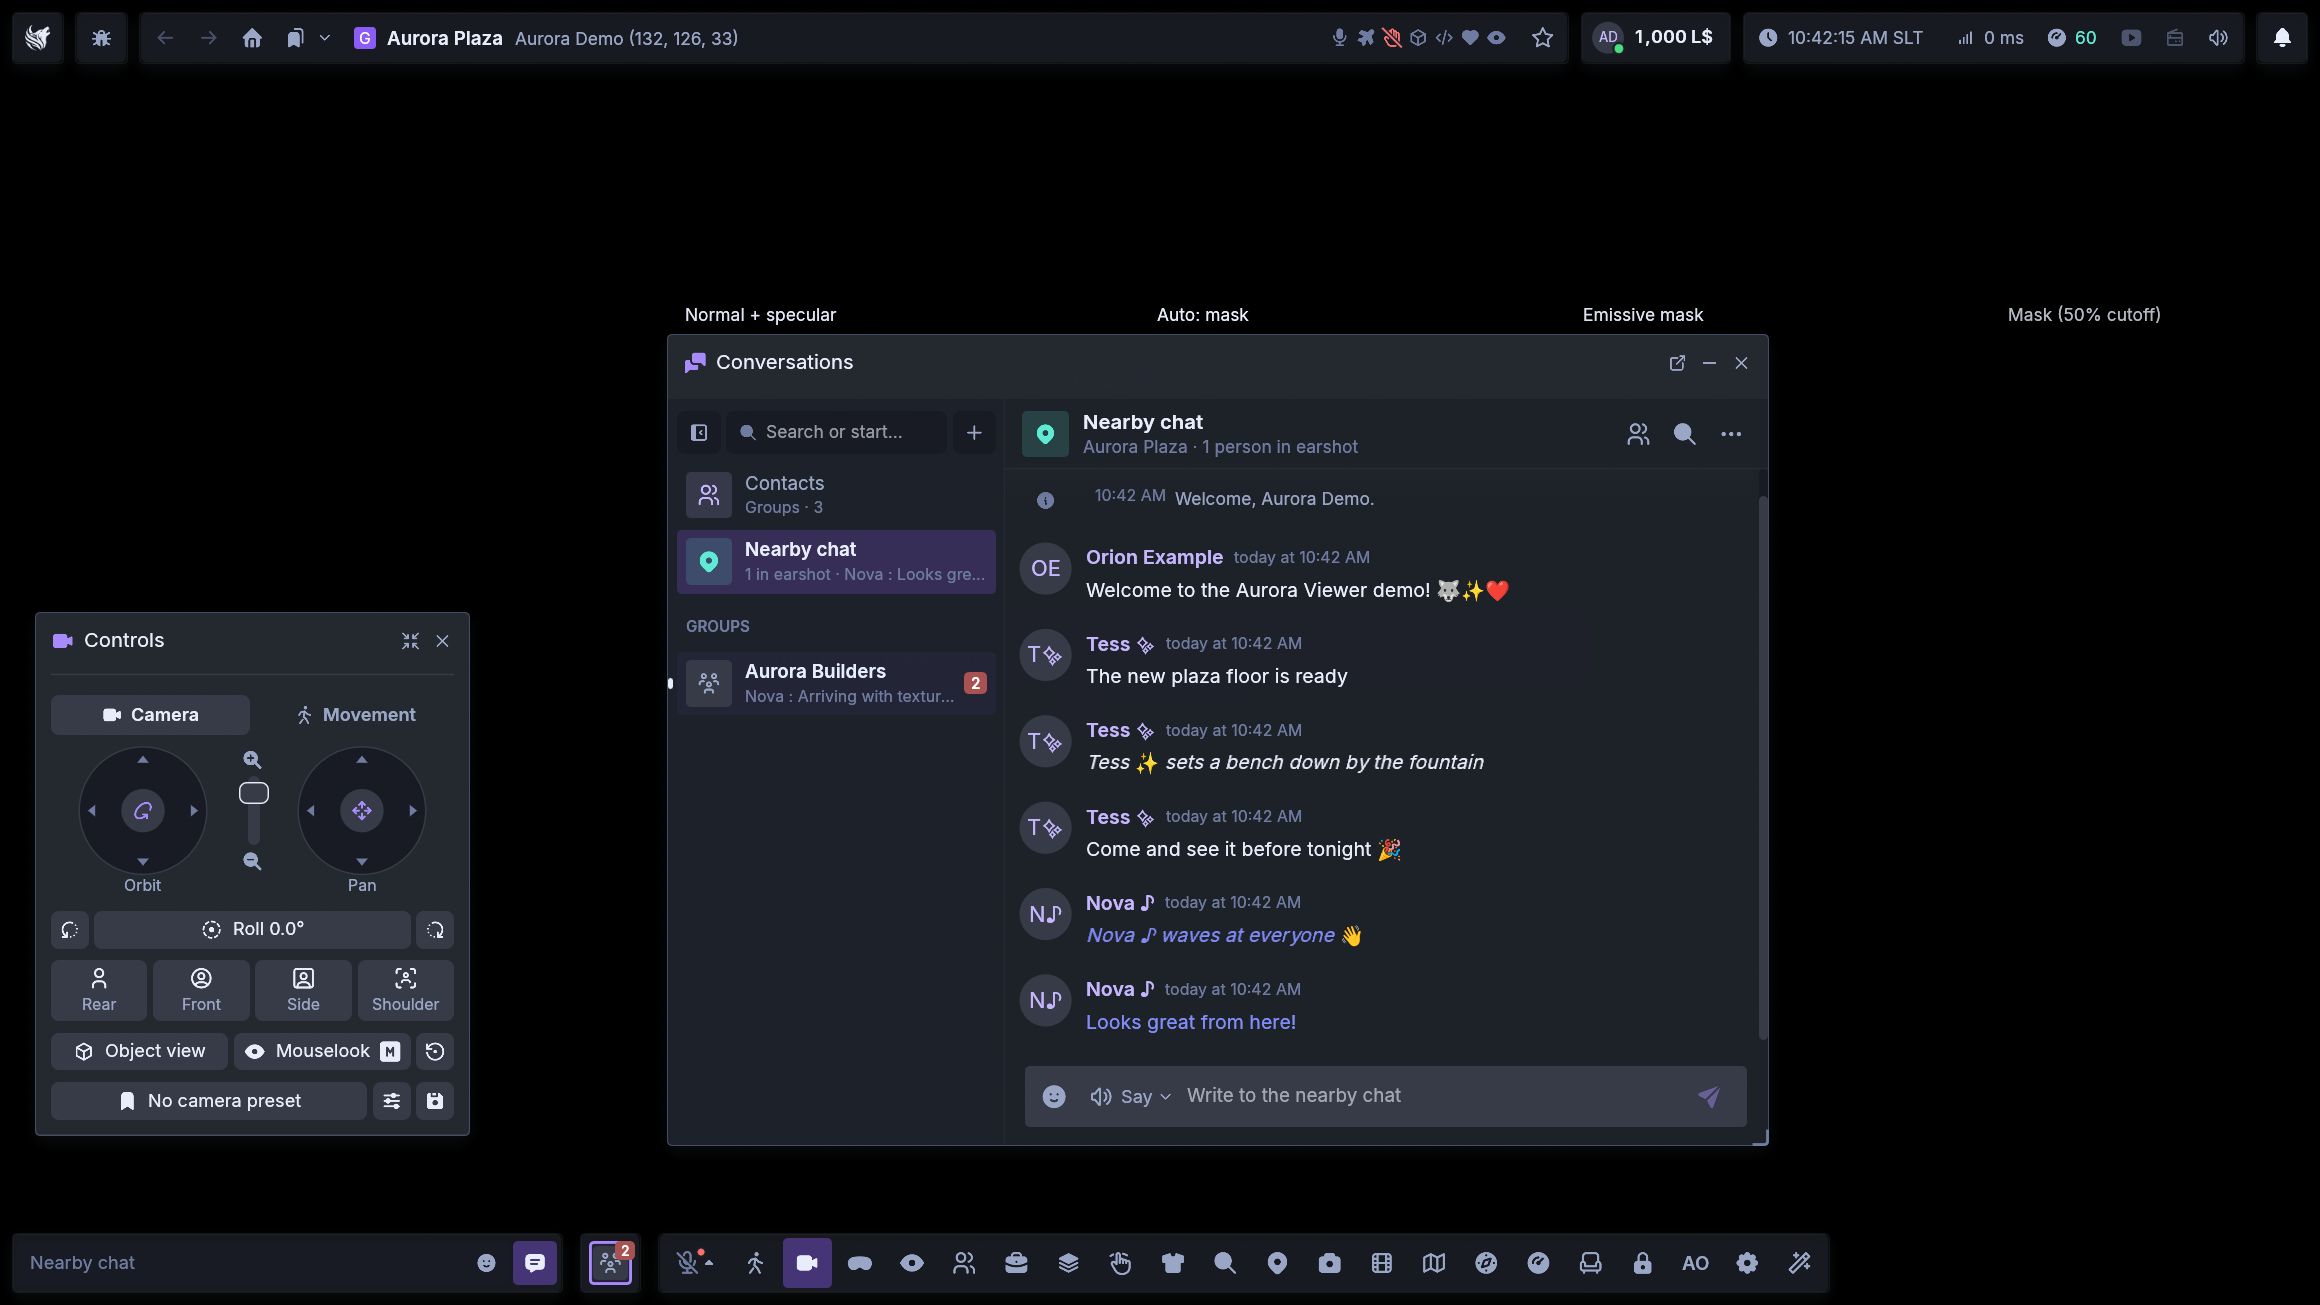 G Aurora Plaza Aurora Demo (132, 126, 33)
AD 1,000 L$
10:42:15 AM SLT 0 ms 60
Normal + specular
Auto: mask
Emissive mask
Mask (50% cutoff)
Conversations
Search or start...
Contacts
Groups · 3
Nearby chat
1 in earshot · Nova : Looks gre...
GROUPS
Aurora Builders
Nova : Arriving with textur...
2
Nearby chat
Aurora Plaza · 1 person in earshot
10:42 AM Welcome, Aurora Demo.
OE
Orion Example today at 10:42 AM
Welcome to the Aurora Viewer demo! 🐺✨❤️
T✨
Tess ✨ today at 10:42 AM
The new plaza floor is ready
T✨
Tess ✨ today at 10:42 AM
Tess ✨ sets a bench down by the fountain
T✨
Tess ✨ today at 10:42 AM
Come and see it before tonight 🎉
N♪
Nova ♪ today at 10:42 AM
Nova ♪ waves at everyone 👋
N♪
Nova ♪ today at 10:42 AM
Looks great from here!
Say Write to the nearby chat
Controls
Camera Movement
Orbit Pan
Roll 0.0°
Rear Front Side Shoulder
Object view Mouselook M
No camera preset
Nearby chat
2
AO